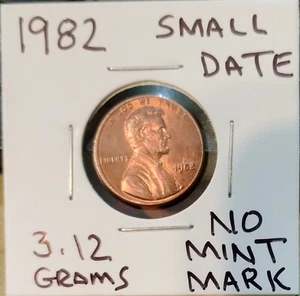 1982 SMALL
DATE
IN GOD WE TRUST
LIBERTY
1982
3.12 NO
GRAMS MINT
MARK